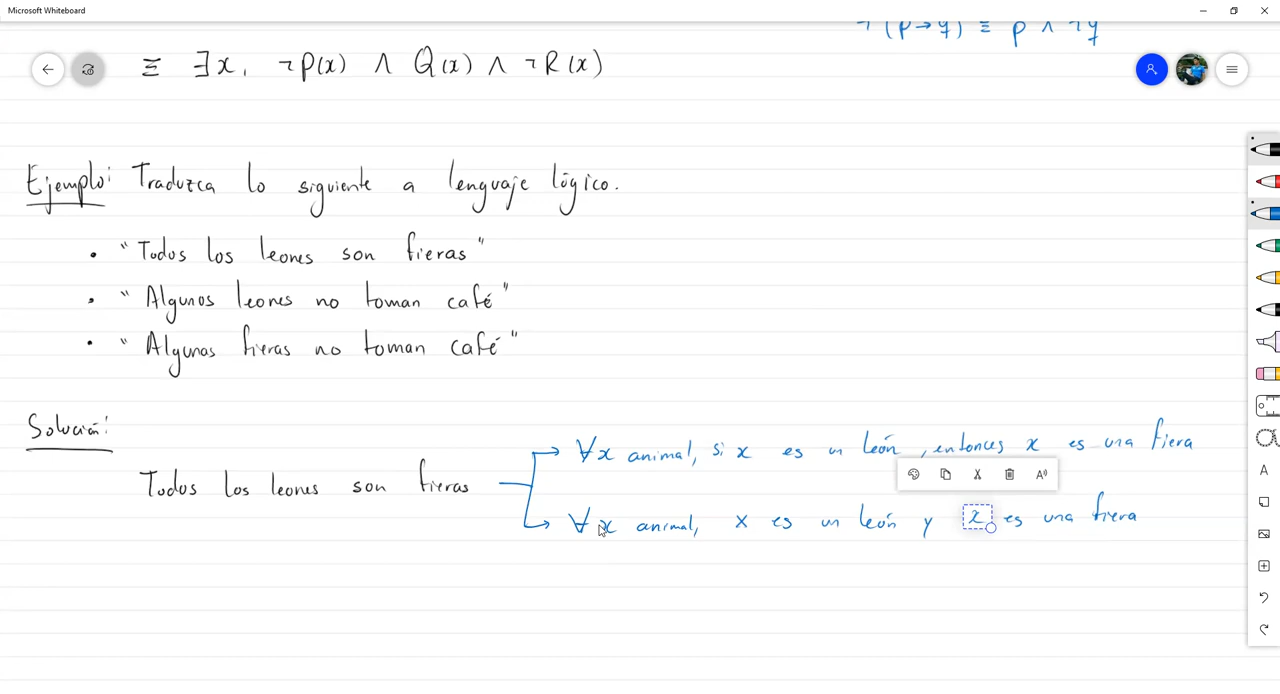 Microsoft Whiteboard
¬(p→q) ≡ p ∧ ¬q
≡ ∃x, ¬P(x) ∧ Q(x) ∧ ¬R(x)
Ejemplo: Traduzca lo siguiente a lenguaje lógico.
• "Todos los leones son fieras"
• "Algunos leones no toman café"
• "Algunas fieras no toman café"
Solución:
∀x animal, si x es un león, entonces x es una fiera
Todos los leones son fieras
∀x animal, x es un león y x es una fiera